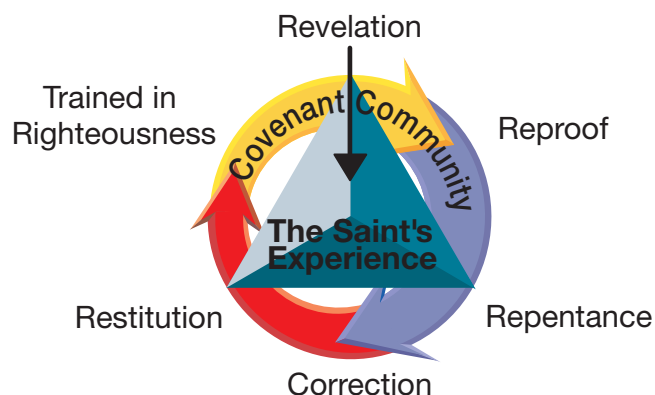 Revelation
Trained in
Righteousness
Covenant Community
Reproof
The Saint's
Experience
Restitution
Repentance
Correction